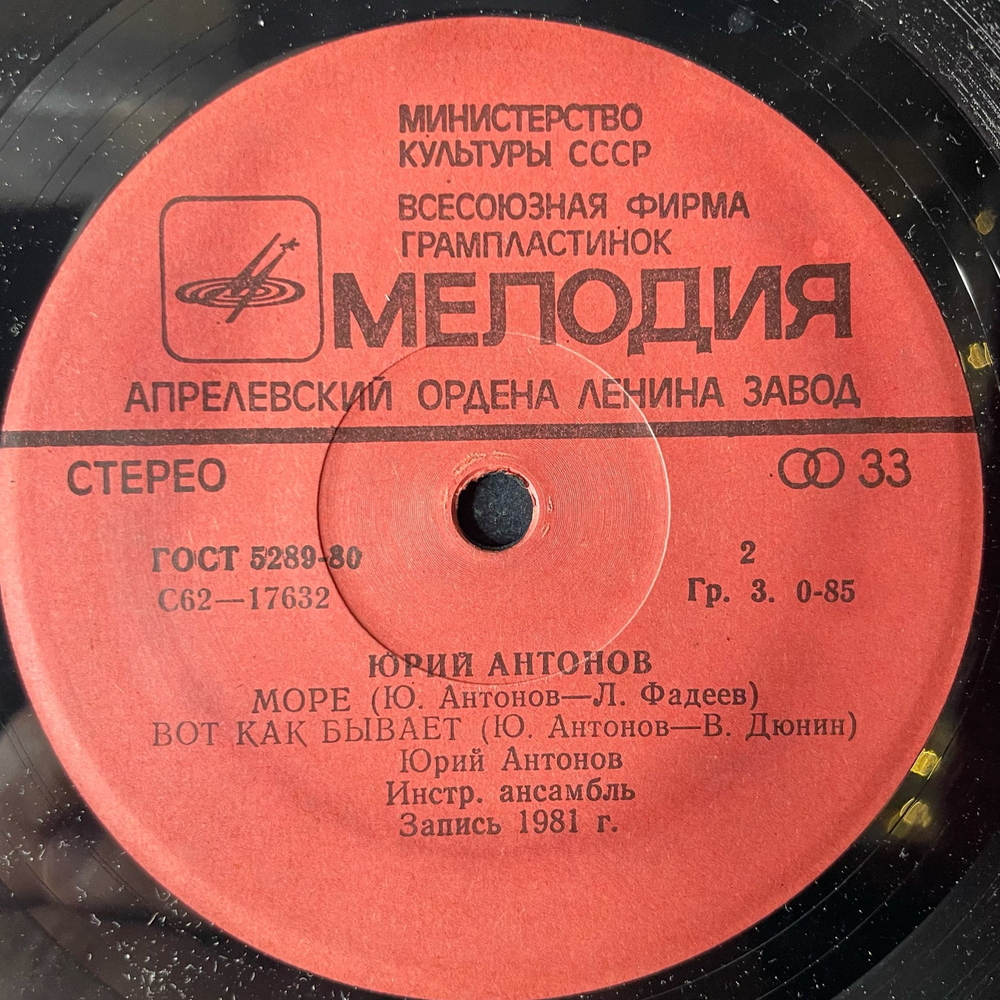 МИНИСТЕРСТВО
КУЛЬТУРЫ СССР
ВСЕСОЮЗНАЯ ФИРМА
ГРАМПЛАСТИНОК
МЕЛОДИЯ
АПРЕЛЕВСКИЙ ОРДЕНА ЛЕНИНА ЗАВОД
СТЕРЕО 33
ГОСТ 5289-80 2
С62—17632 Гр. 3. 0-85
ЮРИЙ АНТОНОВ
МОРЕ (Ю. Антонов—Л. Фадеев)
ВОТ КАК БЫВАЕТ (Ю. Антонов—В. Дюнин)
Юрий Антонов
Инстр. ансамбль
Запись 1981 г.